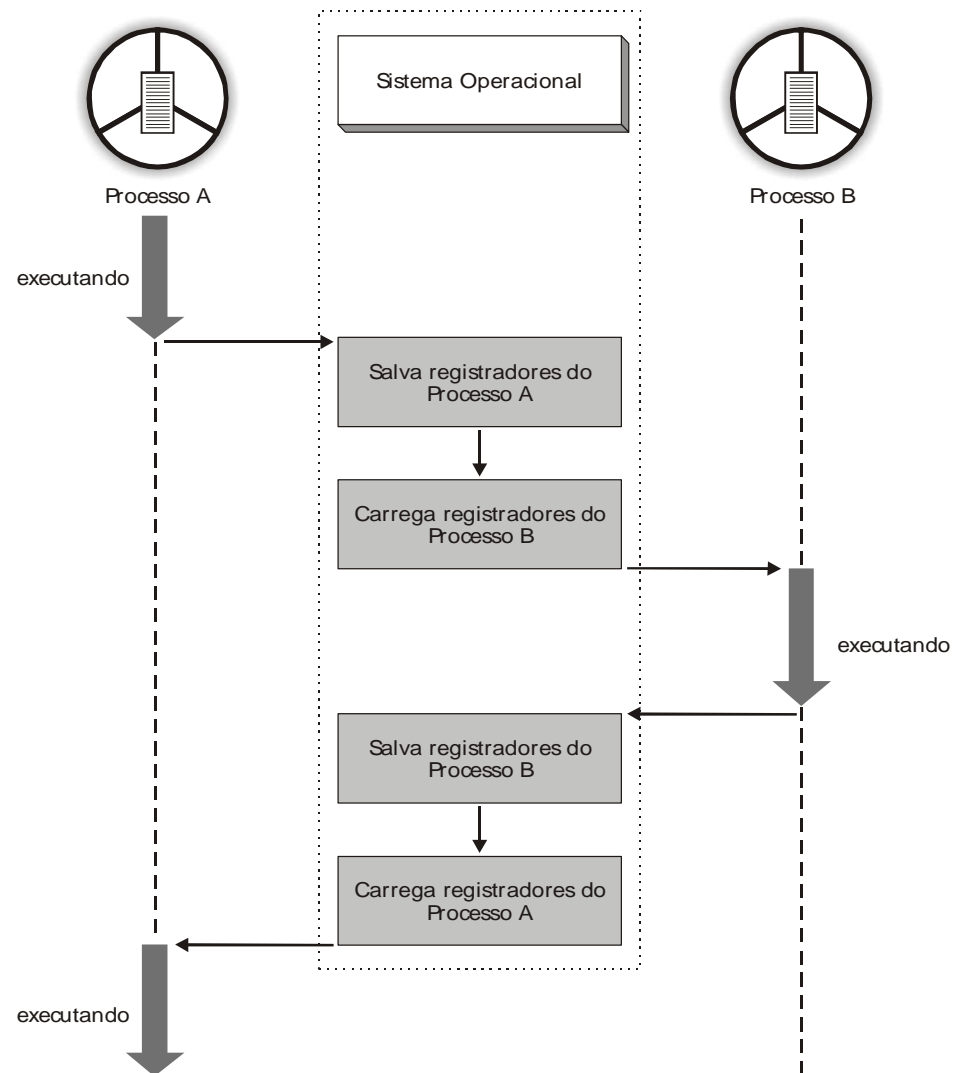 Sistema Operacional
Processo A
Processo B
executando
Salva registradores do
Processo A
Carrega registradores do
Processo B
executando
Salva registradores do
Processo B
Carrega registradores do
Processo A
executando